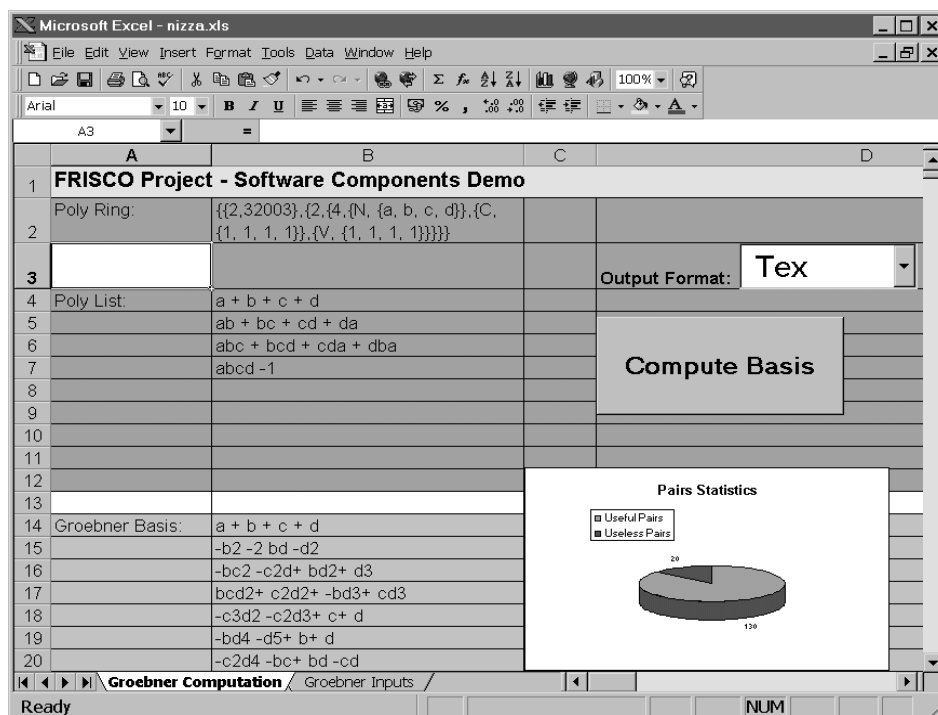 Microsoft Excel - nizza.xls
File Edit View Insert Format Tools Data Window Help
100%
Arial 10 B I U % ,
A3 =
A B C D
1 FRISCO Project - Software Components Demo
2 Poly Ring: {{2,32003},{2,{4,{N, {a, b, c, d}},{C,
{1, 1, 1, 1}},{V, {1, 1, 1, 1}}}}}
3 Output Format: Tex
4 Poly List: a + b + c + d
5 ab + bc + cd + da
6 abc + bcd + cda + dba
7 abcd -1
Compute Basis
8
9
10
11
12
13
Pairs Statistics
Useful Pairs
Useless Pairs
20
130
14 Groebner Basis: a + b + c + d
15 -b2 -2 bd -d2
16 -bc2 -c2d+ bd2+ d3
17 bcd2+ c2d2+ -bd3+ cd3
18 -c3d2 -c2d3+ c+ d
19 -bd4 -d5+ b+ d
20 -c2d4 -bc+ bd -cd
Groebner Computation Groebner Inputs
Ready NUM